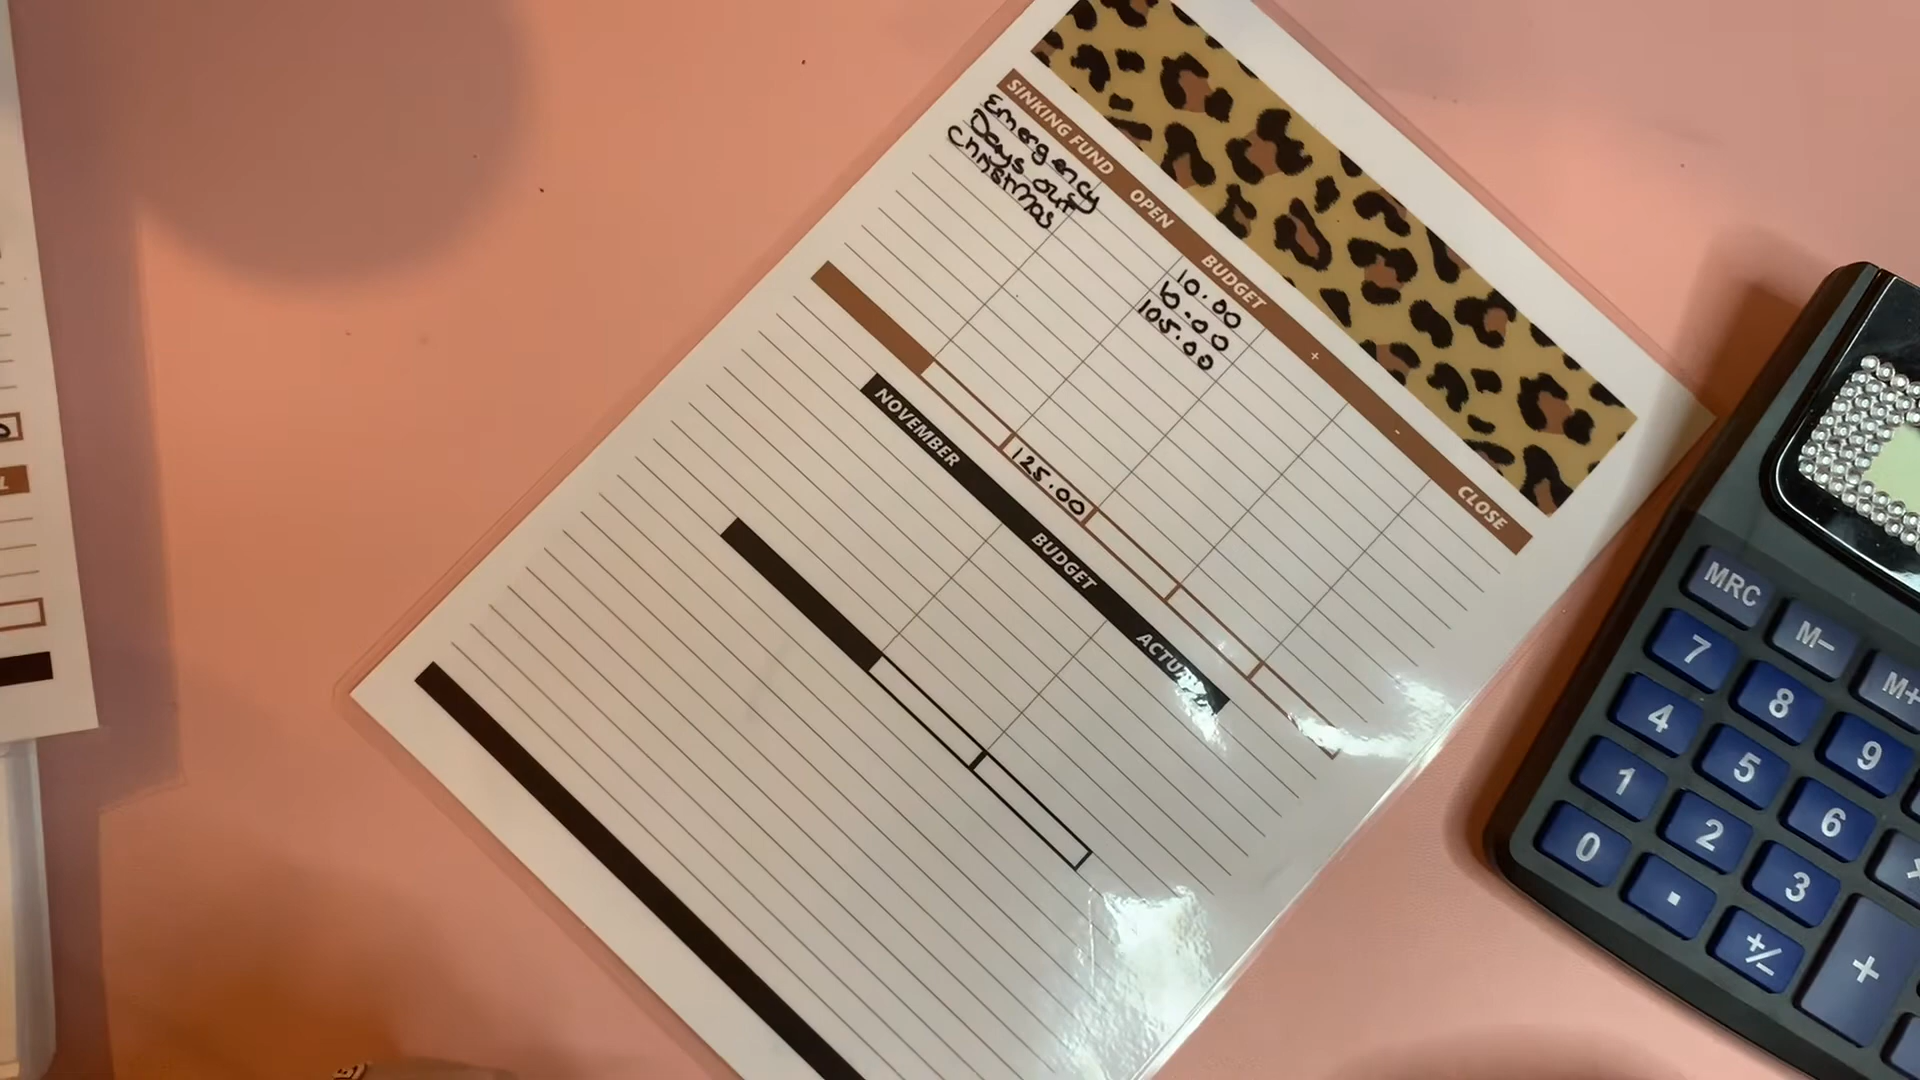 SINKING FUND OPEN BUDGET + - CLOSE
Emergency 10.00
Days out 6.00
Christmas 105.00
125.00
NOVEMBER BUDGET ACTUAL
MRC M− M+
7 8 9
4 5 6
1 2 3
0 . +/− +